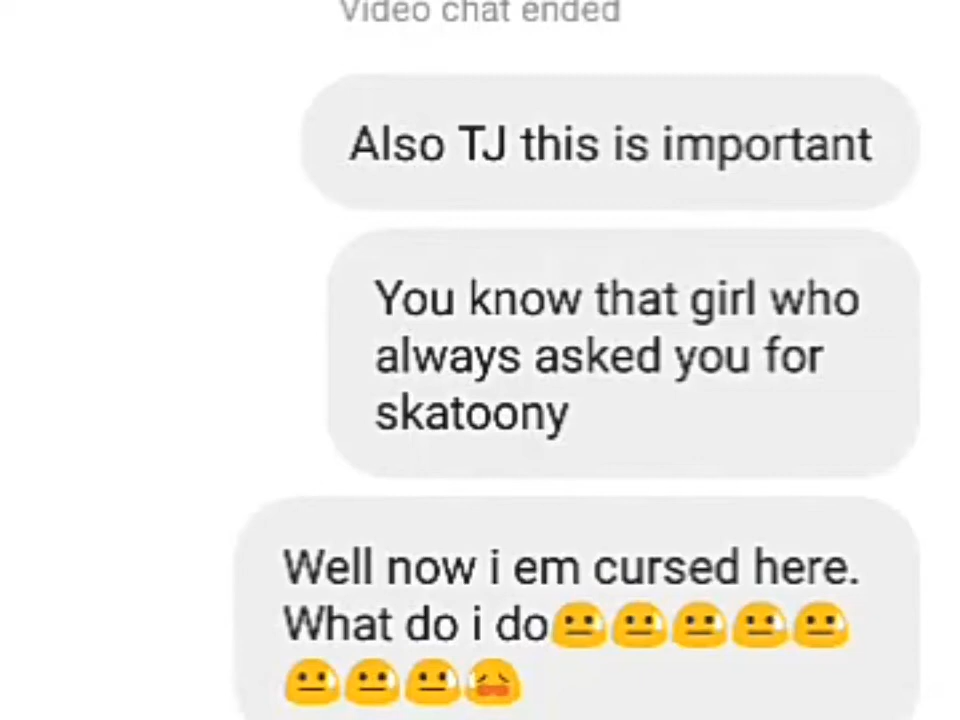 Video chat ended
Also TJ this is important
You know that girl who
always asked you for
skatoony
Well now i em cursed here.
What do i do😐😐😐😐😐
😐😐😐😩